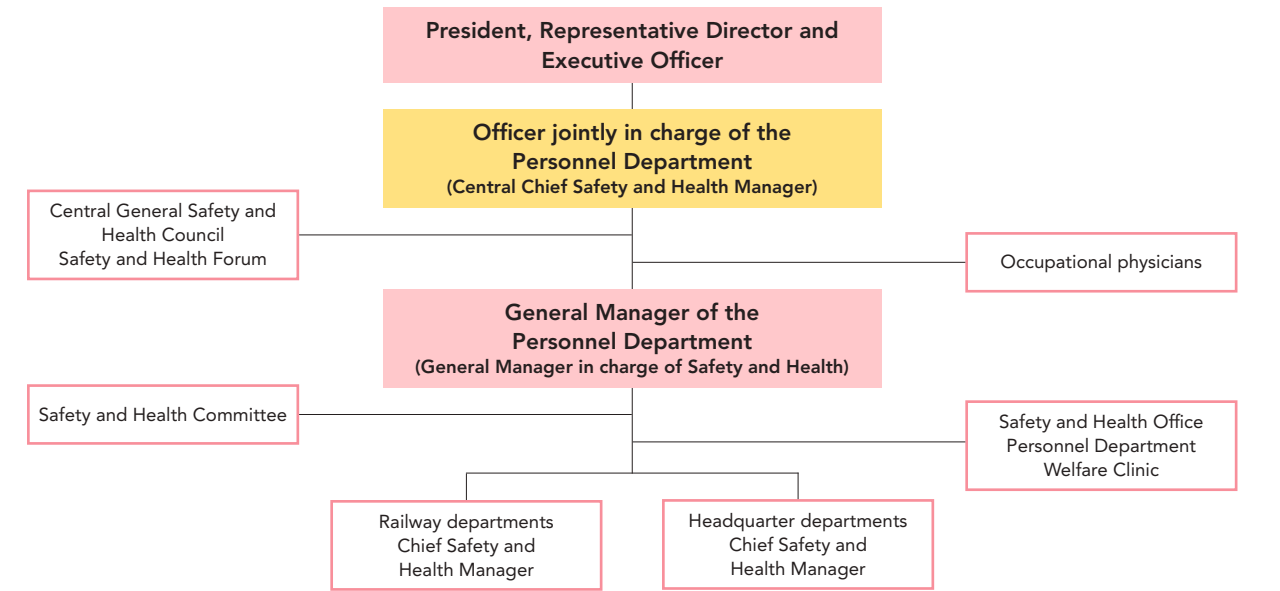 President, Representative Director and
Executive Officer
Officer jointly in charge of the
Personnel Department
(Central Chief Safety and Health Manager)
Central General Safety and
Health Council
Safety and Health Forum
Occupational physicians
General Manager of the
Personnel Department
(General Manager in charge of Safety and Health)
Safety and Health Committee
Safety and Health Office
Personnel Department
Welfare Clinic
Railway departments
Chief Safety and
Health Manager
Headquarter departments
Chief Safety and
Health Manager